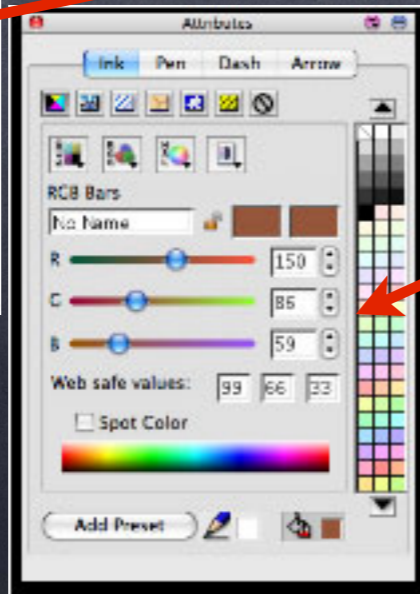 Attributes
Ink Pen Dash Arrow
RGB Bars
No Name
R 150
G 86
B 59
Web safe values: 99 66 33
Spot Color
Add Preset